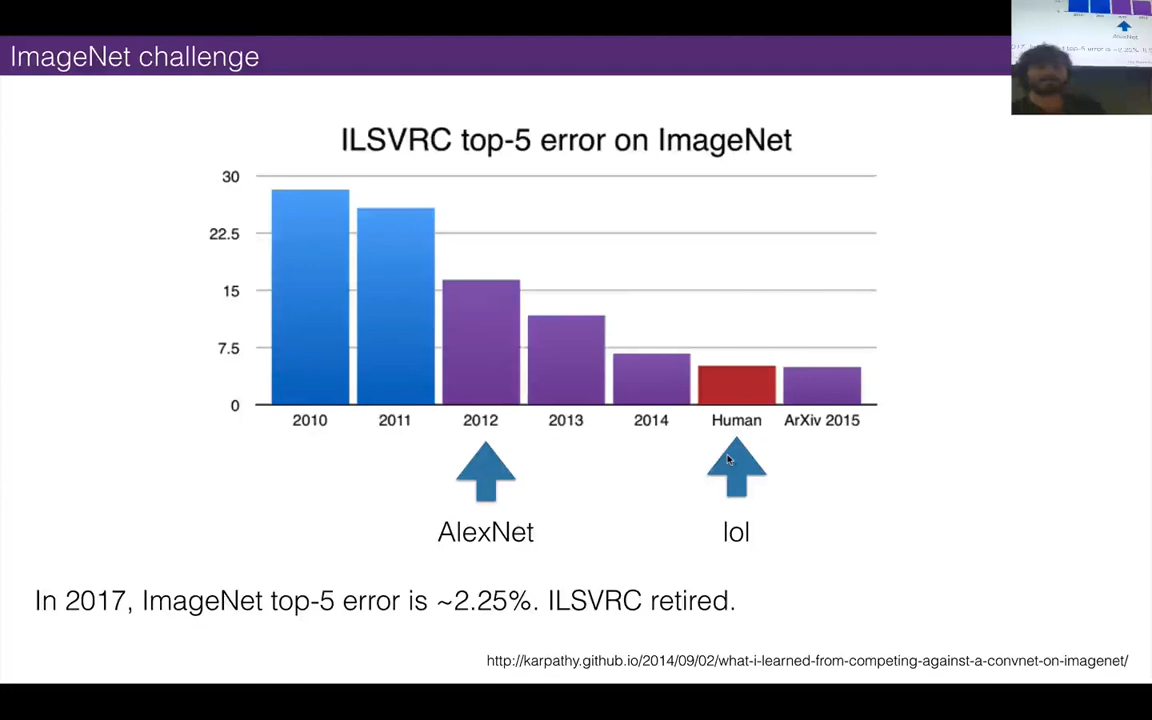 ImageNet challenge
AlexNet
ILSVRC top-5 error on ImageNet
30
22.5
15
7.5
0
2010 2011 2012 2013 2014 Human ArXiv 2015
AlexNet lol
In 2017, ImageNet top-5 error is ~2.25%. ILSVRC retired.
http://karpathy.github.io/2014/09/02/what-i-learned-from-competing-against-a-convnet-on-imagenet/